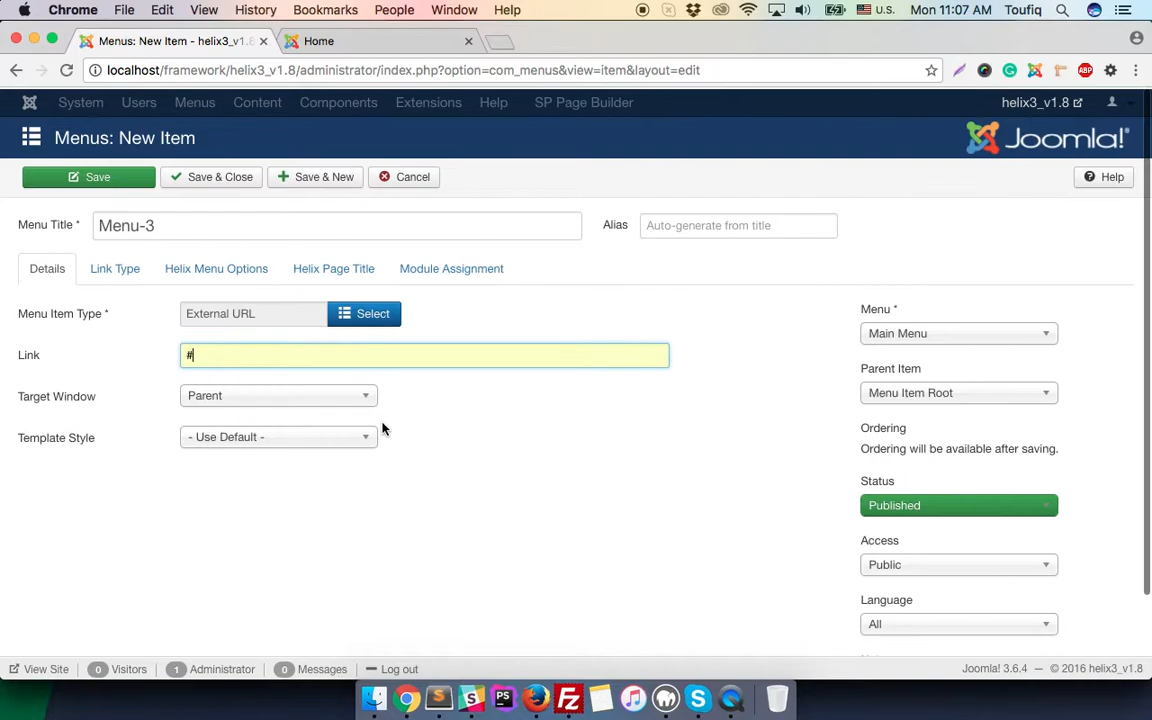 Chrome File Edit View History Bookmarks People Window Help U.S. Mon 11:07 AM Toufiq
Menus: New Item - helix3_v1.8 Home
localhost/framework/helix3_v1.8/administrator/index.php?option=com_menus&view=item&layout=edit
System Users Menus Content Components Extensions Help SP Page Builder helix3_v1.8
Menus: New Item Joomla!®
Save Save & Close Save & New Cancel Help
Menu Title * Menu-3 Alias Auto-generate from title
Details Link Type Helix Menu Options Helix Page Title Module Assignment
Menu Item Type * External URL Select
Link #
Target Window Parent
Template Style - Use Default -
Menu *
Main Menu
Parent Item
Menu Item Root
Ordering
Ordering will be available after saving.
Status
Published
Access
Public
Language
All
View Site 0 Visitors 1 Administrator 0 Messages Log out Joomla! 3.6.4 — © 2016 helix3_v1.8